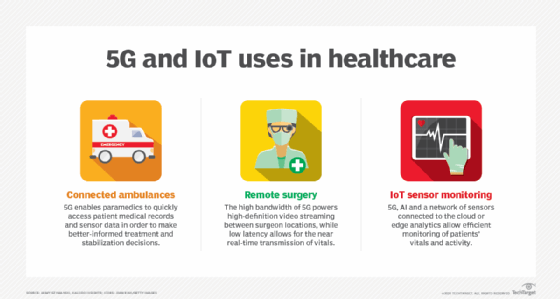 5G and IoT uses in healthcare
EMERGENCY
Connected ambulances
5G enables paramedics to quickly
access patient medical records
and sensor data in order to make
better-informed treatment and
stabilization decisions.
Remote surgery
The high bandwidth of 5G powers
high-definition video streaming
between surgeon locations, while
low latency allows for the near
real-time transmission of vitals.
IoT sensor monitoring
5G, AI and a network of sensors
connected to the cloud or
edge analytics allow efficient
monitoring of patients'
vitals and activity.
TechTarget